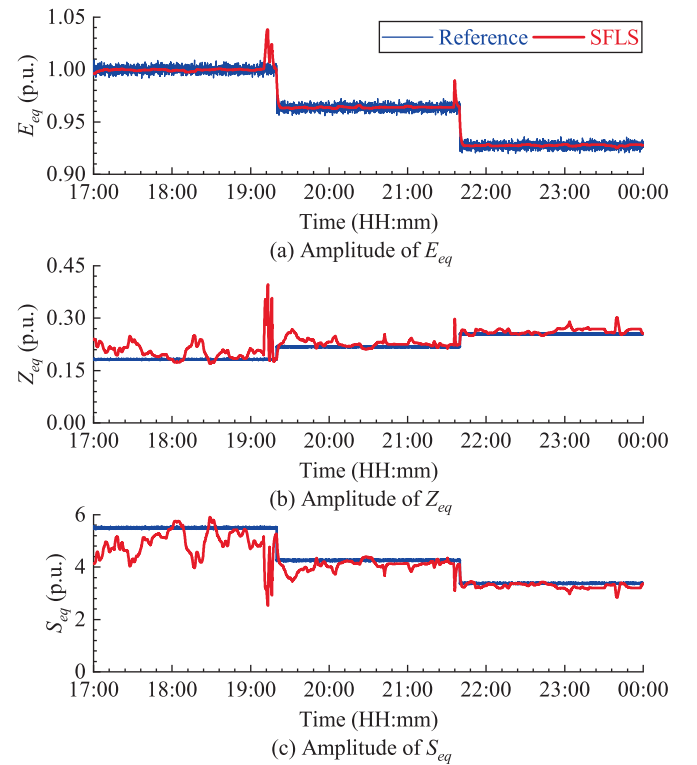 1.05
Reference
SFLS
1.00
0.95
0.90
E_eq (p.u.)
17:00 18:00 19:00 20:00 21:00 22:00 23:00 00:00
Time (HH:mm)
(a) Amplitude of E_eq
0.45
0.30
0.15
0.00
Z_eq (p.u.)
17:00 18:00 19:00 20:00 21:00 22:00 23:00 00:00
Time (HH:mm)
(b) Amplitude of Z_eq
6
4
2
0
S_eq (p.u.)
17:00 18:00 19:00 20:00 21:00 22:00 23:00 00:00
Time (HH:mm)
(c) Amplitude of S_eq